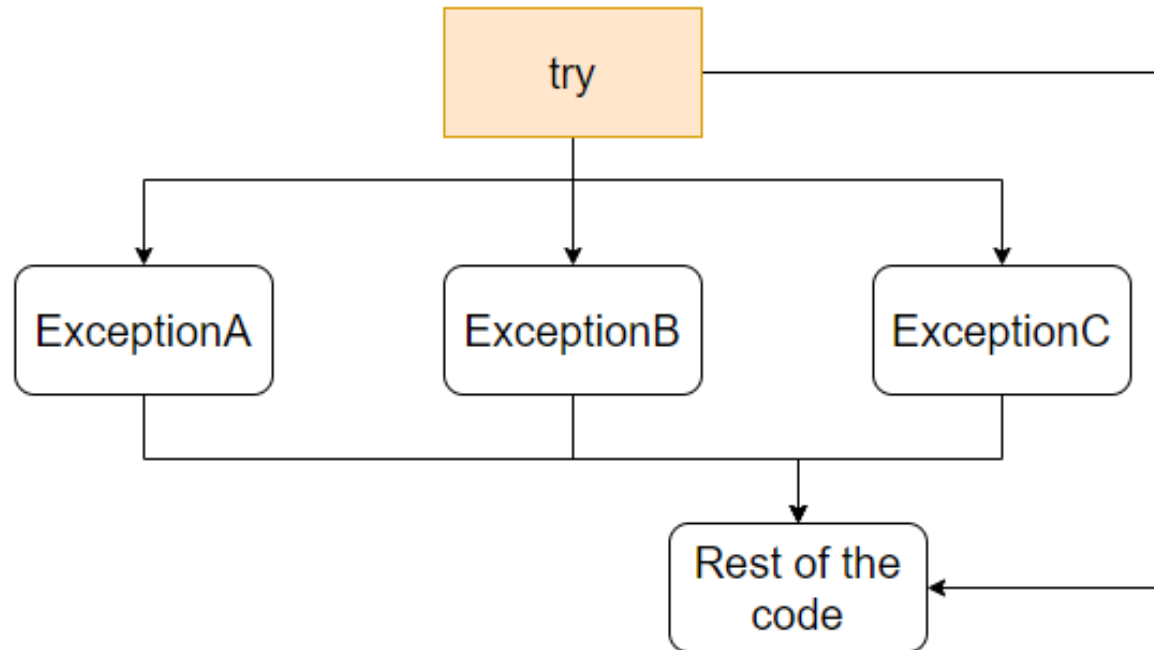 try
ExceptionA
ExceptionB
ExceptionC
Rest of the
code